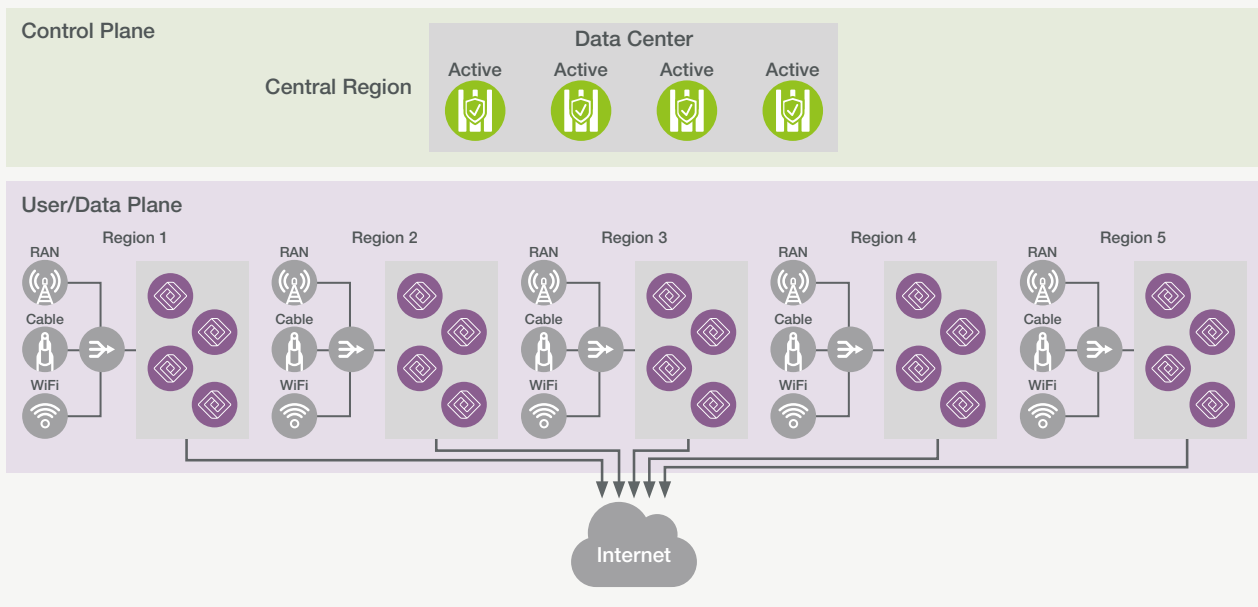 Control Plane
Data Center
Central Region
Active
Active
Active
Active
User/Data Plane
Region 1
RAN
Cable
WiFi
Region 2
RAN
Cable
WiFi
Region 3
RAN
Cable
WiFi
Region 4
RAN
Cable
WiFi
Region 5
RAN
Cable
WiFi
Internet